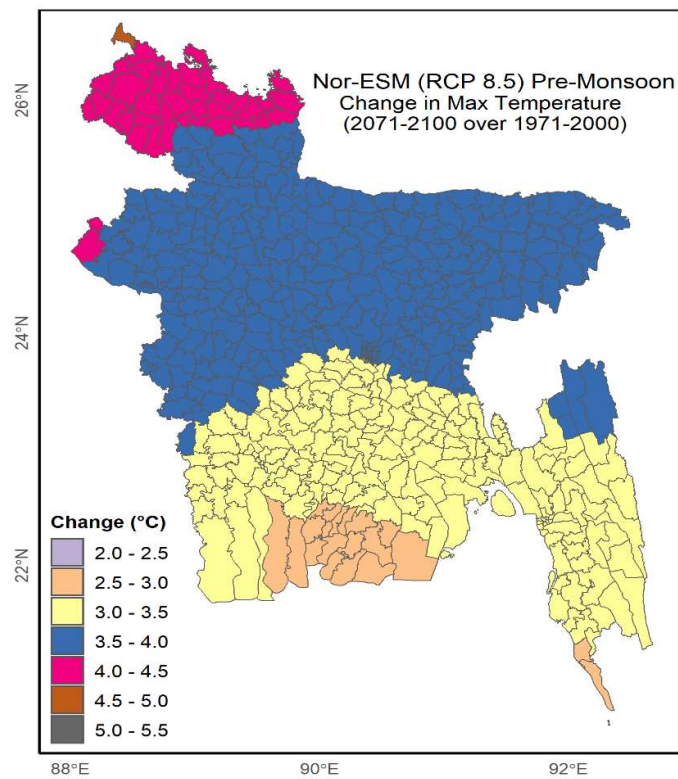 Nor-ESM (RCP 8.5) Pre-Monsoon
Change in Max Temperature
(2071-2100 over 1971-2000)
26°N
24°N
22°N
Change (°C)
2.0 - 2.5
2.5 - 3.0
3.0 - 3.5
3.5 - 4.0
4.0 - 4.5
4.5 - 5.0
5.0 - 5.5
88°E
90°E
92°E